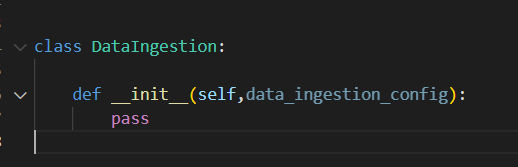 class DataIngestion:
def __init__(self,data_ingestion_config):
pass